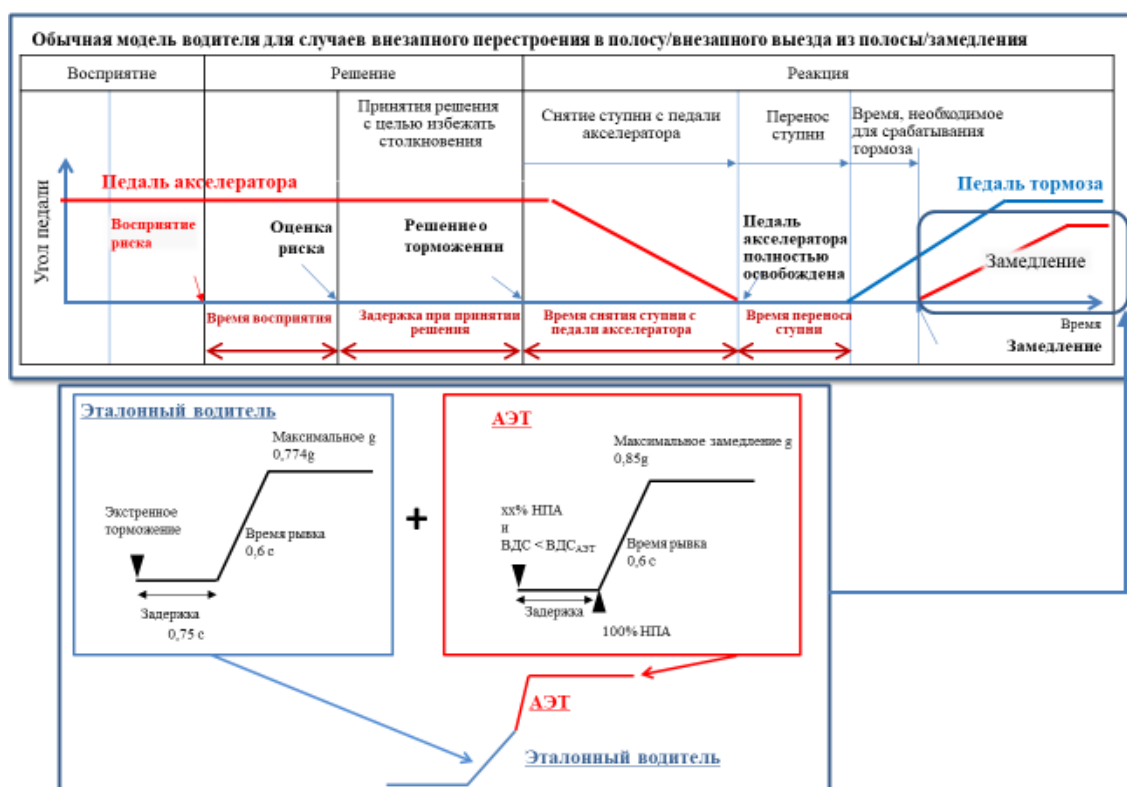 Обычная модель водителя для случаев внезапного перестроения в полосу/внезапного выезда из полосы/замедления
Восприятие
Решение
Реакция
Принятия решения
с целью избежать
столкновения
Снятие ступни с педали
акселератора
Перенос
ступни
Время, необходимое
для срабатывания
тормоза
Угол педали
Педаль акселератора
Педаль тормоза
Восприятие
риска
Оценка
риска
Решение о
торможении
Педаль
акселератора
полностью
освобождена
Замедление
Время восприятия
Задержка при принятии
решения
Время снятия ступни с
педали акселератора
Время переноса
ступни
Время
Замедление
Эталонный водитель
Максимальное g
0,774g
Экстренное
торможение
Время рывка
0,6 с
Задержка
0,75 с
+
АЭТ
Максимальное замедление g
0,85g
xx% НПА
и
ВДС < ВДСАЭТ
Время рывка
0,6 с
Задержка
100% НПА
АЭТ
Эталонный водитель